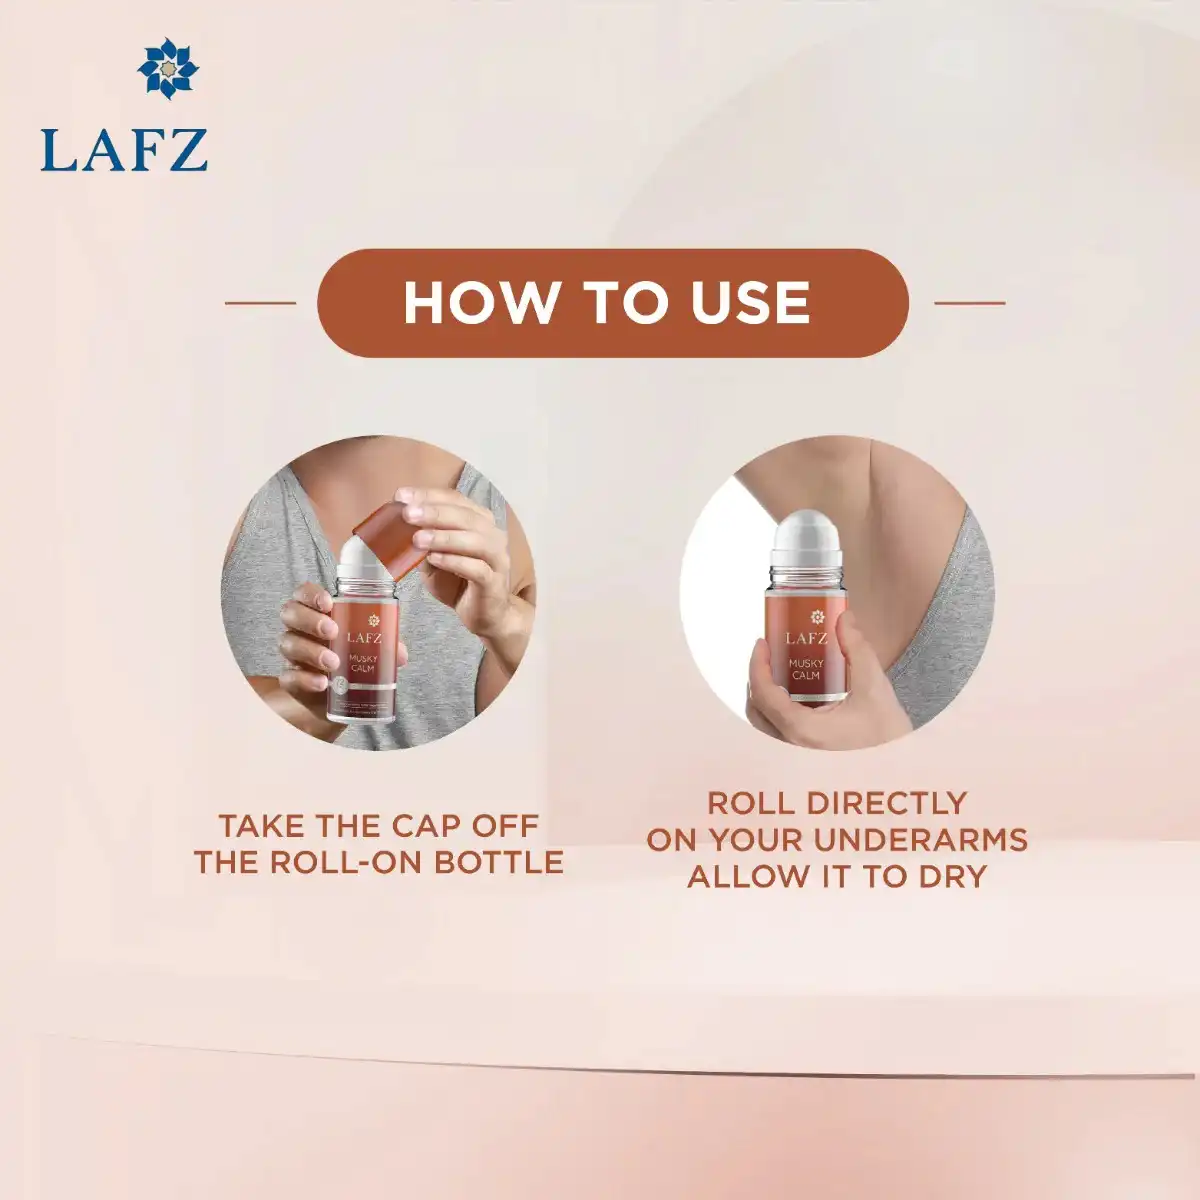 LAFZ
HOW TO USE
LAFZ
MUSKY
CALM
LAFZ
MUSKY
CALM
TAKE THE CAP OFF
THE ROLL-ON BOTTLE
ROLL DIRECTLY
ON YOUR UNDERARMS
ALLOW IT TO DRY